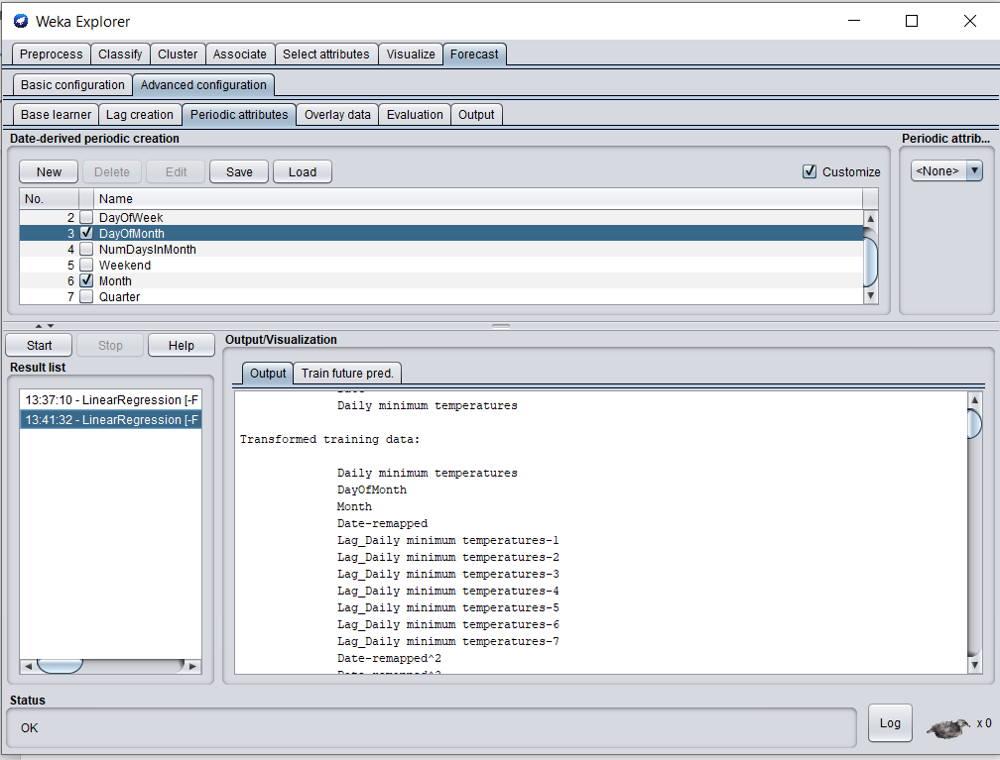 Weka Explorer
Preprocess Classify Cluster Associate Select attributes Visualize Forecast
Basic configuration Advanced configuration
Base learner Lag creation Periodic attributes Overlay data Evaluation Output
Date-derived periodic creation
Periodic attrib...
New Delete Edit Save Load Customize
<None>
No. Name
2 DayOfWeek
3 DayOfMonth
4 NumDaysInMonth
5 Weekend
6 Month
7 Quarter
Start Stop Help
Result list
13:37:10 - LinearRegression [-F
13:41:32 - LinearRegression [-F
Output/Visualization
Output Train future pred.
Daily minimum temperatures
Transformed training data:
Daily minimum temperatures
DayOfMonth
Month
Date-remapped
Lag_Daily minimum temperatures-1
Lag_Daily minimum temperatures-2
Lag_Daily minimum temperatures-3
Lag_Daily minimum temperatures-4
Lag_Daily minimum temperatures-5
Lag_Daily minimum temperatures-6
Lag_Daily minimum temperatures-7
Date-remapped^2
Status
OK
Log
x 0